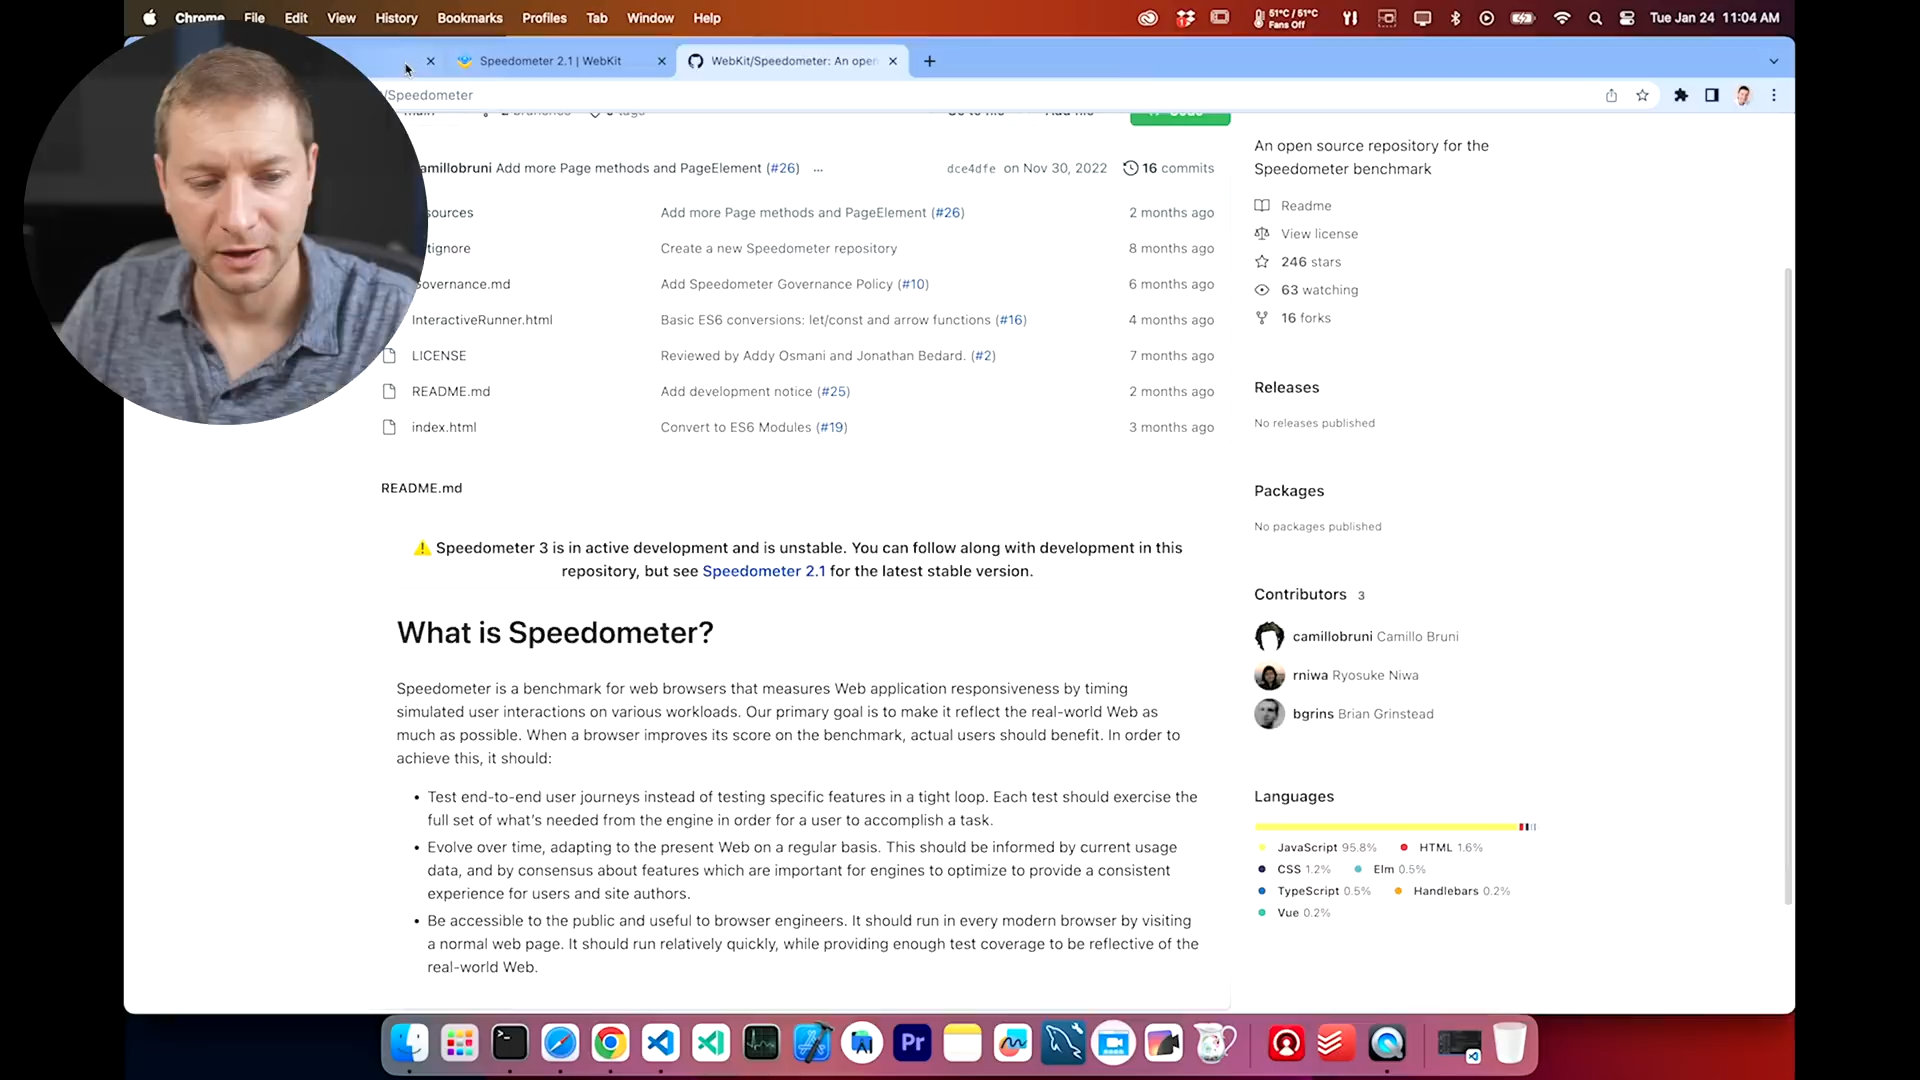 Chrome File Edit View History Bookmarks Profiles Tab Window Help
51°C / 51°C
Fans Off
Tue Jan 24 11:04 AM
Speedometer 2.1 | WebKit
WebKit/Speedometer: An open
/Speedometer
amillobruni Add more Page methods and PageElement (#26) ...
dce4dfe on Nov 30, 2022 16 commits
sources Add more Page methods and PageElement (#26) 2 months ago
tignore Create a new Speedometer repository 8 months ago
Governance.md Add Speedometer Governance Policy (#10) 6 months ago
InteractiveRunner.html Basic ES6 conversions: let/const and arrow functions (#16) 4 months ago
LICENSE Reviewed by Addy Osmani and Jonathan Bedard. (#2) 7 months ago
README.md Add development notice (#25) 2 months ago
index.html Convert to ES6 Modules (#19) 3 months ago
README.md
⚠️ Speedometer 3 is in active development and is unstable. You can follow along with development in this
repository, but see Speedometer 2.1 for the latest stable version.
What is Speedometer?
Speedometer is a benchmark for web browsers that measures Web application responsiveness by timing
simulated user interactions on various workloads. Our primary goal is to make it reflect the real-world Web as
much as possible. When a browser improves its score on the benchmark, actual users should benefit. In order to
achieve this, it should:
• Test end-to-end user journeys instead of testing specific features in a tight loop. Each test should exercise the
full set of what's needed from the engine in order for a user to accomplish a task.
• Evolve over time, adapting to the present Web on a regular basis. This should be informed by current usage
data, and by consensus about features which are important for engines to optimize to provide a consistent
experience for users and site authors.
• Be accessible to the public and useful to browser engineers. It should run in every modern browser by visiting
a normal web page. It should run relatively quickly, while providing enough test coverage to be reflective of the
real-world Web.
An open source repository for the
Speedometer benchmark
Readme
View license
246 stars
63 watching
16 forks
Releases
No releases published
Packages
No packages published
Contributors 3
camillobruni Camillo Bruni
rniwa Ryosuke Niwa
bgrins Brian Grinstead
Languages
JavaScript 95.8% HTML 1.6%
CSS 1.2% Elm 0.5%
TypeScript 0.5% Handlebars 0.2%
Vue 0.2%
Pr